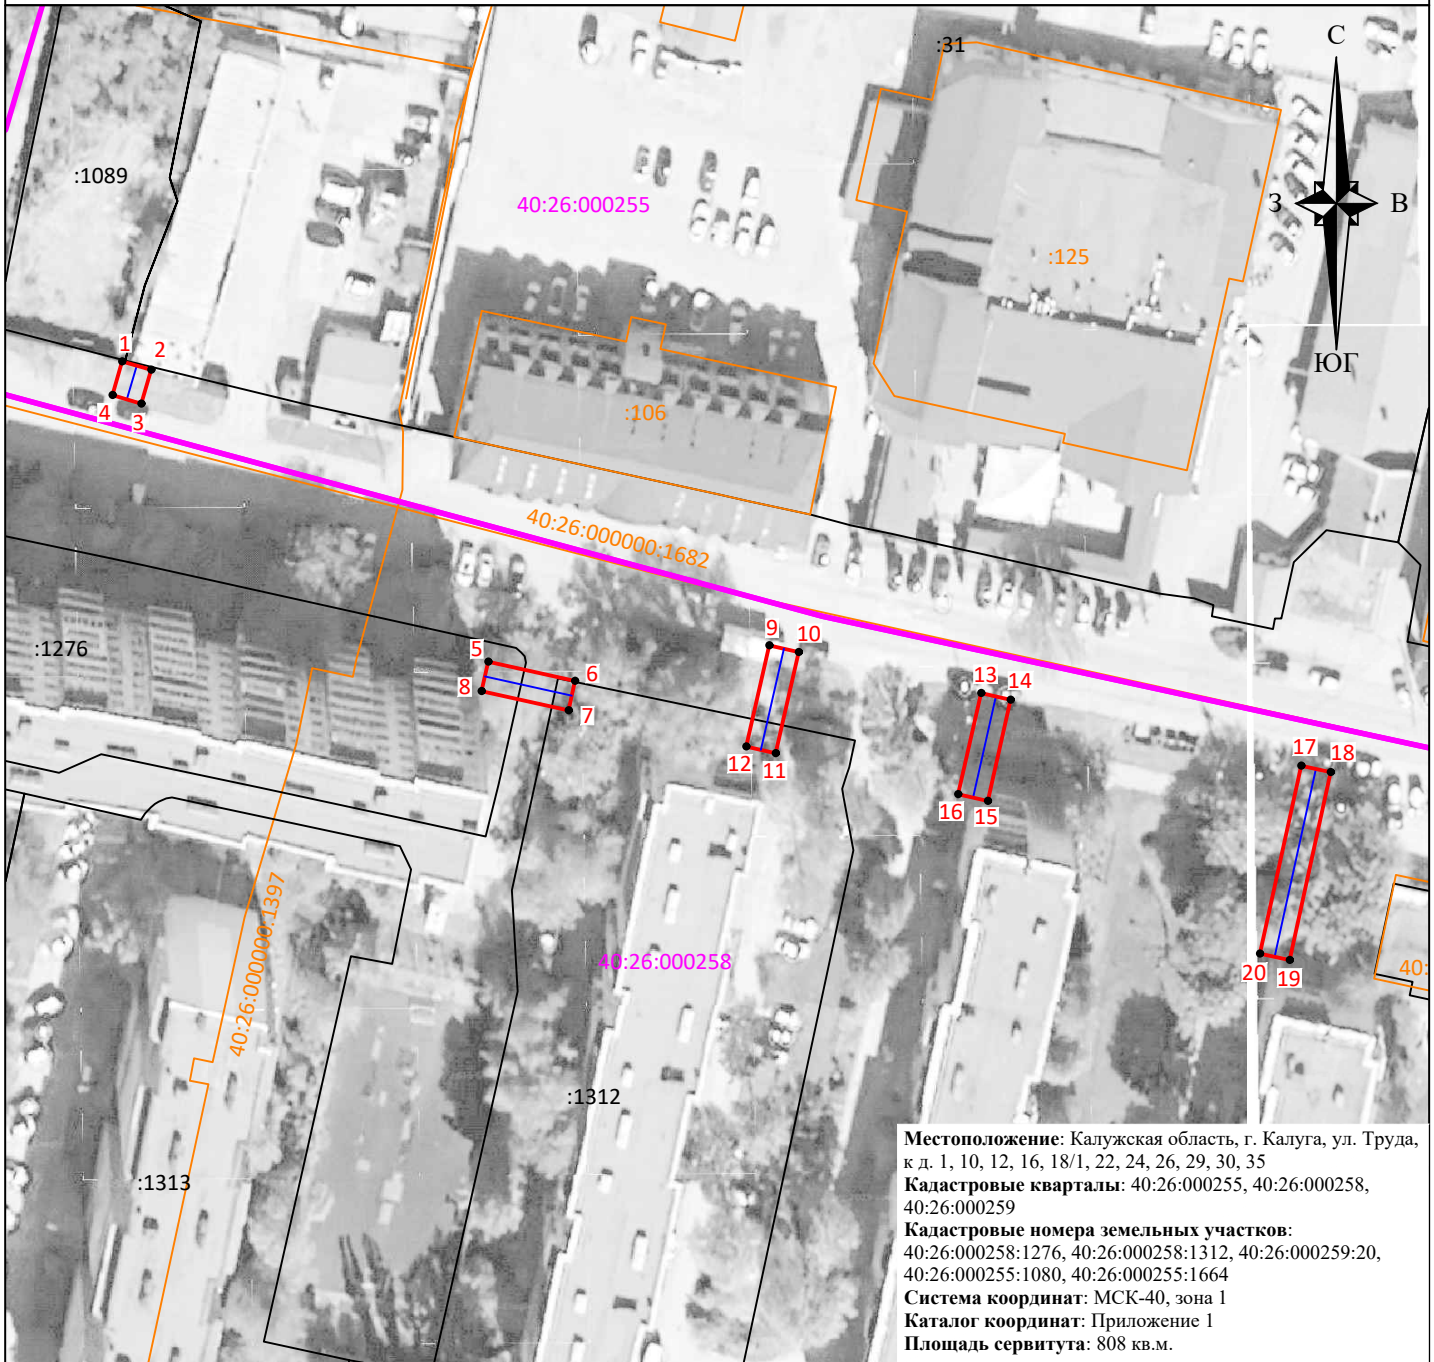 :31
С
:1089
З
В
40:26:000255
:125
ЮГ
1
2
4
3
:106
40:26:000000:1682
:1276
5
6
8
7
9
10
12
11
13
14
16
15
17
18
20
19
40:26:000000:1397
40:26:000258
40:
:1312
:1313
Местоположение: Калужская область, г. Калуга, ул. Труда,
к д. 1, 10, 12, 16, 18/1, 22, 24, 26, 29, 30, 35
Кадастровые кварталы: 40:26:000255, 40:26:000258,
40:26:000259
Кадастровые номера земельных участков:
40:26:000258:1276, 40:26:000258:1312, 40:26:000259:20,
40:26:000255:1080, 40:26:000255:1664
Система координат: МСК-40, зона 1
Каталог координат: Приложение 1
Площадь сервитута: 808 кв.м.